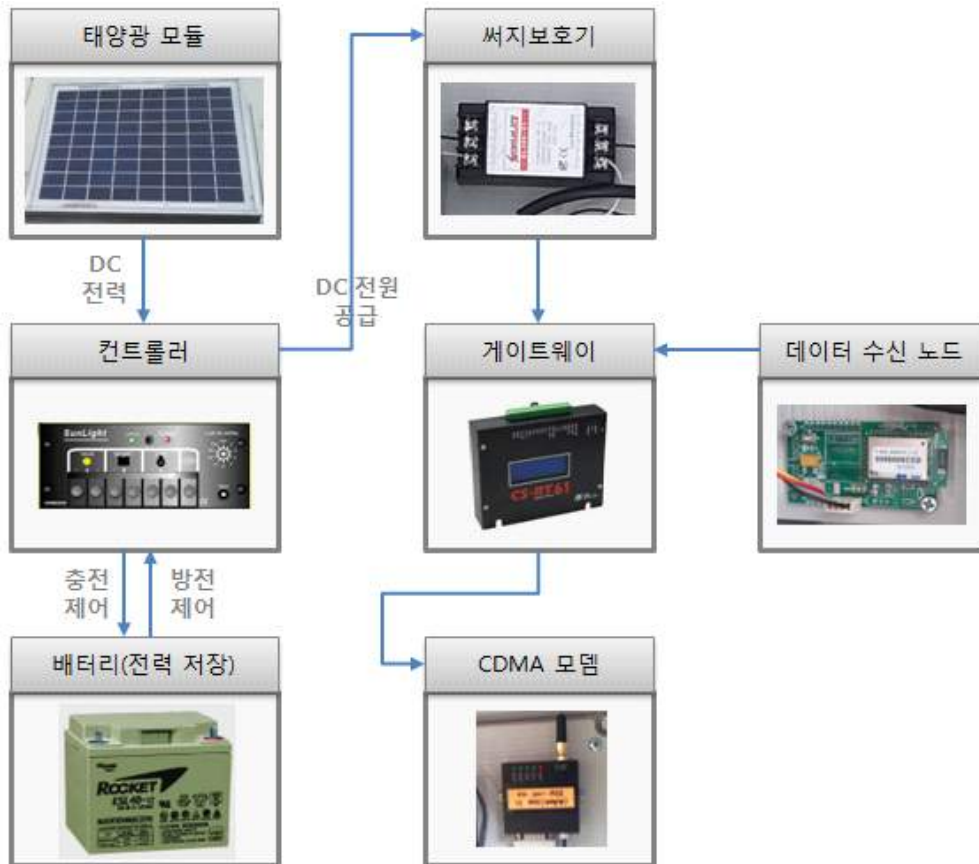 태양광 모듈
써지보호기
DC
전력
DC 전원
공급
컨트롤러
게이트웨이
데이터 수신 노드
SunLight
CS-HY61
충전
제어
방전
제어
배터리(전력 저장)
CDMA 모뎀
ROCKET